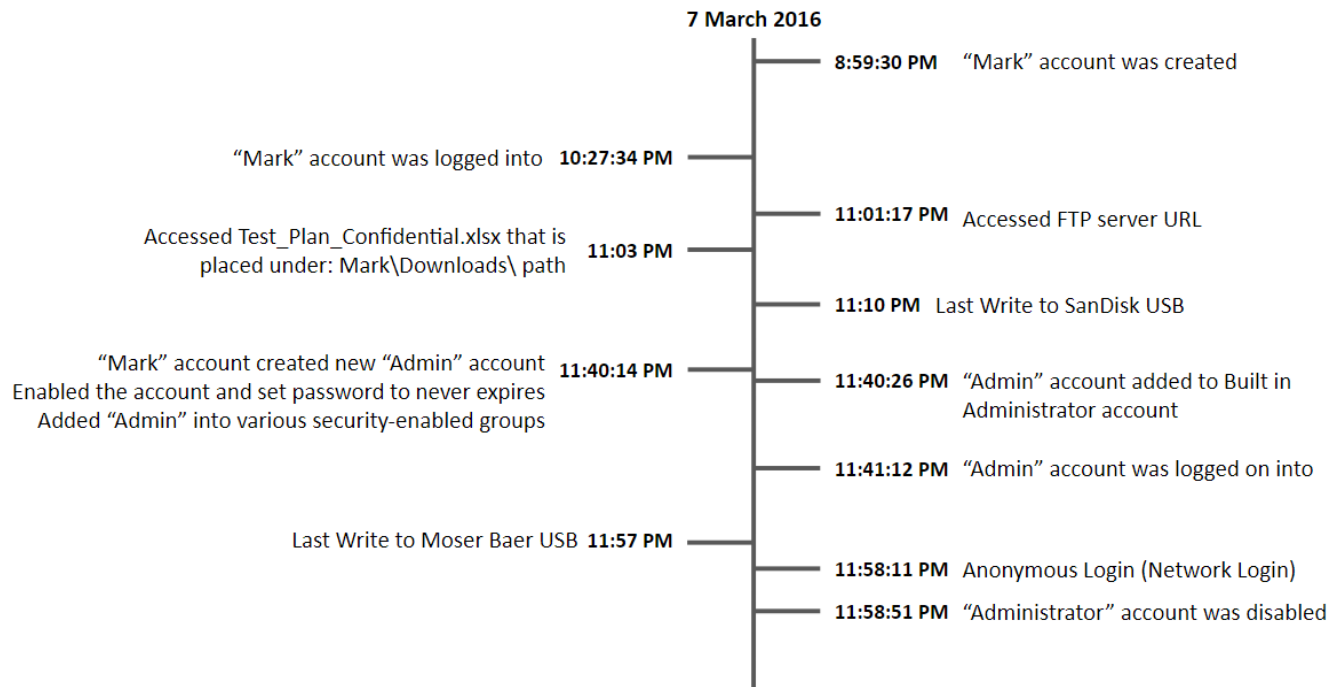 7 March 2016
8:59:30 PM “Mark” account was created
“Mark” account was logged into 10:27:34 PM
11:01:17 PM Accessed FTP server URL
Accessed Test_Plan_Confidential.xlsx that is
placed under: Mark\Downloads\ path
11:03 PM
11:10 PM Last Write to SanDisk USB
“Mark” account created new “Admin” account
Enabled the account and set password to never expires
Added “Admin” into various security-enabled groups
11:40:14 PM
11:40:26 PM “Admin” account added to Built in
Administrator account
11:41:12 PM “Admin” account was logged on into
Last Write to Moser Baer USB 11:57 PM
11:58:11 PM Anonymous Login (Network Login)
11:58:51 PM “Administrator” account was disabled